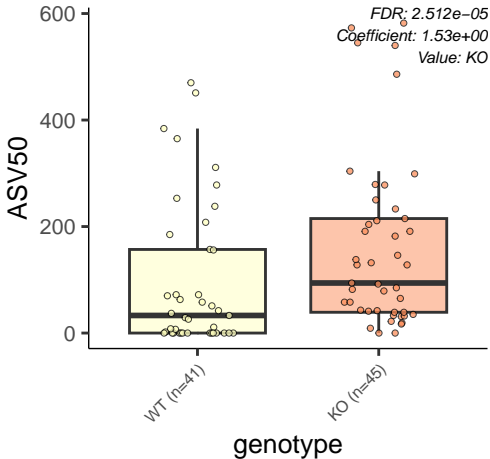 FDR: 2.512e−05
Coefficient: 1.53e+00
Value: KO
600
400
200
0
ASV50
WT (n=41)
KO (n=45)
genotype